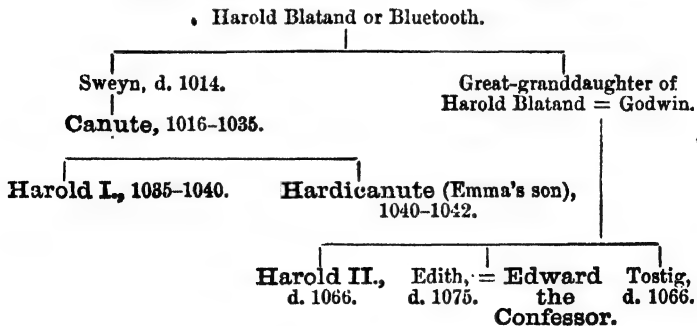 Harold Blatand or Bluetooth.
Sweyn, d. 1014.
Great-granddaughter of
Harold Blatand = Godwin.
Canute, 1016–1035.
Harold I., 1085–1040.
Hardicanute (Emma's son),
1040–1042.
Harold II.,
d. 1066.
Edith, = Edward
d. 1075.
the
Confessor.
Tostig,
d. 1066.